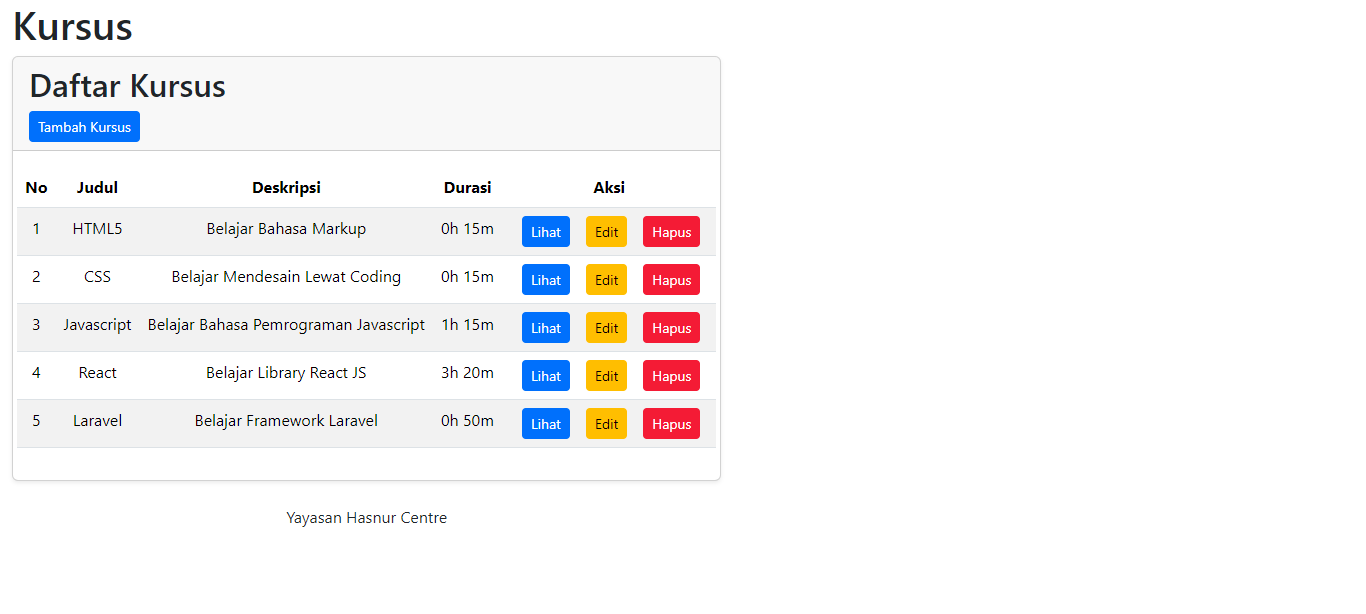 Kursus
Daftar Kursus
Tambah Kursus
No Judul Deskripsi Durasi Aksi
1 HTML5 Belajar Bahasa Markup 0h 15m Lihat Edit Hapus
2 CSS Belajar Mendesain Lewat Coding 0h 15m Lihat Edit Hapus
3 Javascript Belajar Bahasa Pemrograman Javascript 1h 15m Lihat Edit Hapus
4 React Belajar Library React JS 3h 20m Lihat Edit Hapus
5 Laravel Belajar Framework Laravel 0h 50m Lihat Edit Hapus
Yayasan Hasnur Centre